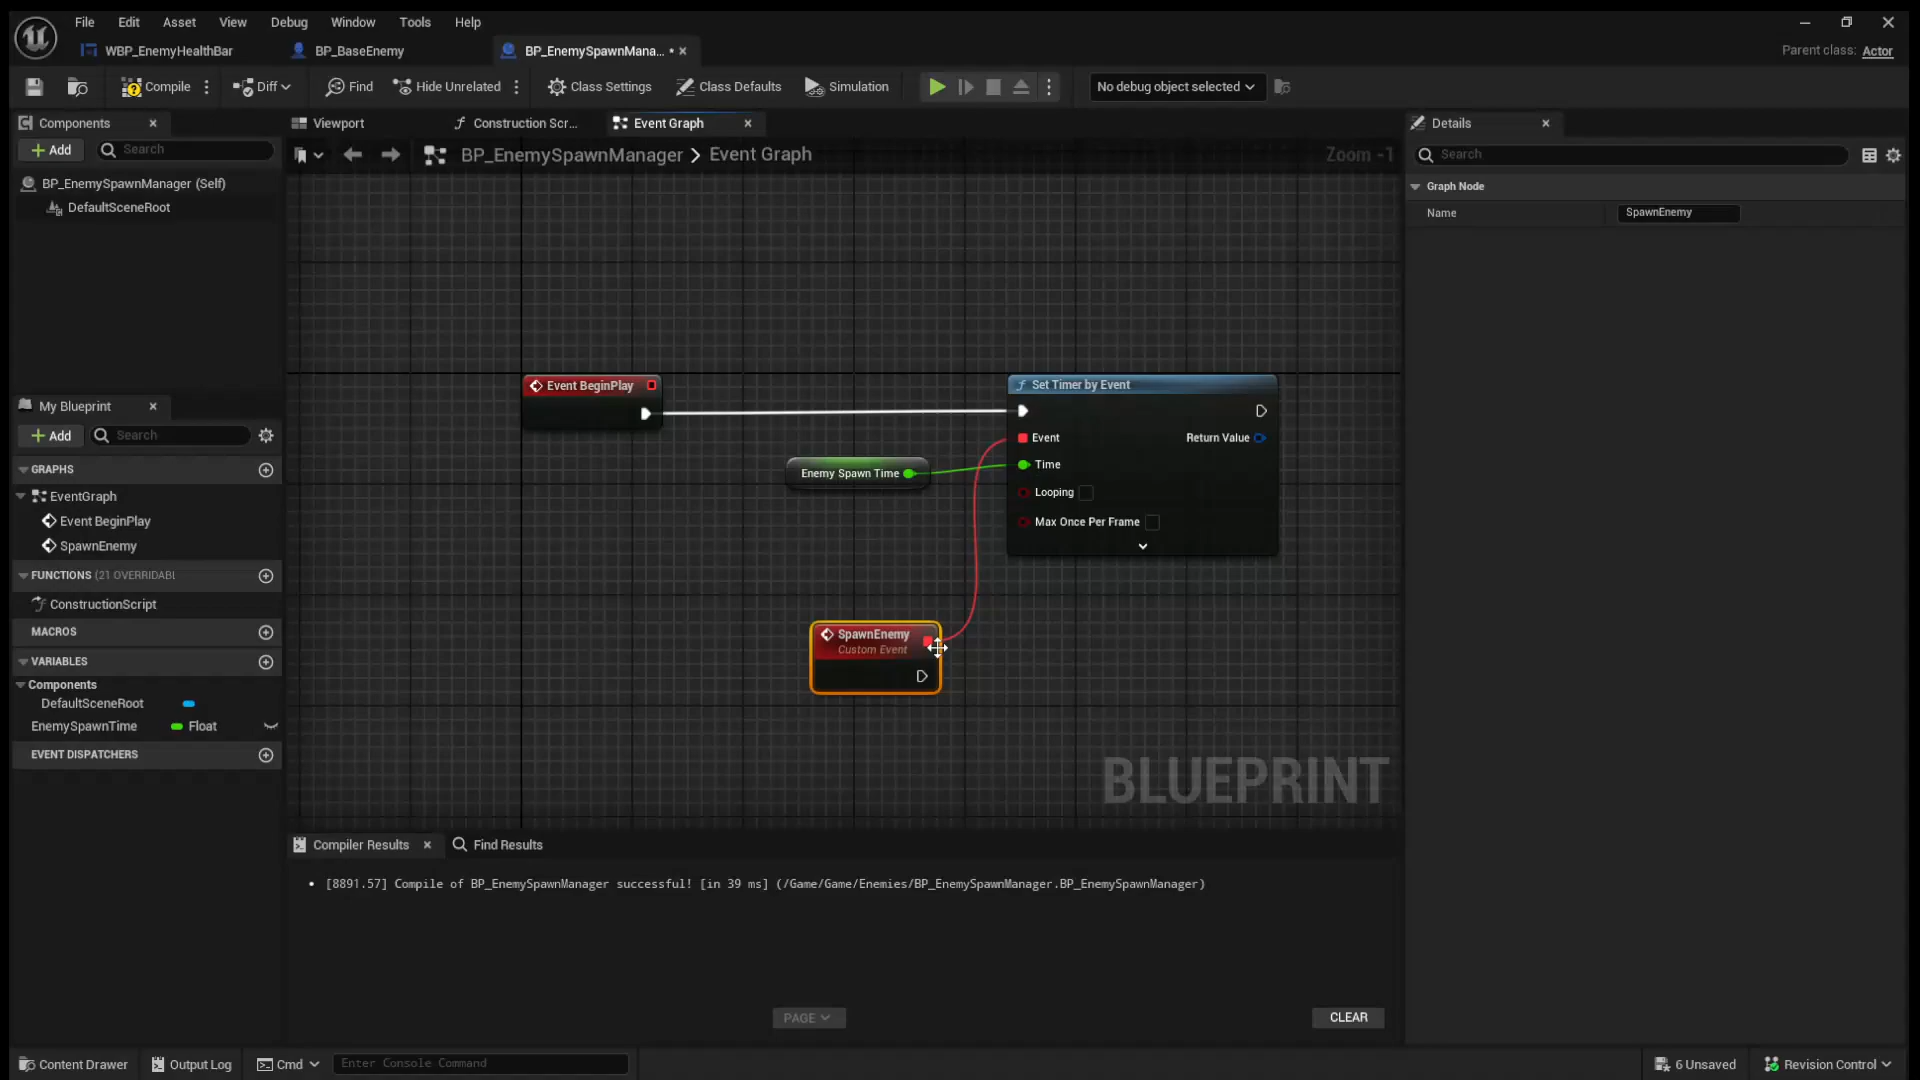 File Edit Asset View Debug Window Tools Help
WBP_EnemyHealthBar BP_BaseEnemy BP_EnemySpawnMana... • Parent class: Actor
Compile Diff Find Hide Unrelated Class Settings Class Defaults Simulation No debug object selected
Components Viewport Construction Scr... Event Graph Details
+ Add Search BP_EnemySpawnManager > Event Graph Zoom -1 Search
BP_EnemySpawnManager (Self) Graph Node
DefaultSceneRoot Name SpawnEnemy
Event BeginPlay Set Timer by Event
My Blueprint
+ Add Search Event Return Value
GRAPHS Enemy Spawn Time Time
EventGraph Looping
Event BeginPlay Max Once Per Frame
SpawnEnemy
FUNCTIONS (21 OVERRIDABL
ConstructionScript
MACROS SpawnEnemy
Custom Event
VARIABLES
Components
DefaultSceneRoot
EnemySpawnTime Float
EVENT DISPATCHERS
BLUEPRINT
Compiler Results Find Results
• [8891.57] Compile of BP_EnemySpawnManager successful! [in 39 ms] (/Game/Game/Enemies/BP_EnemySpawnManager.BP_EnemySpawnManager)
PAGE CLEAR
Content Drawer Output Log Cmd Enter Console Command 6 Unsaved Revision Control